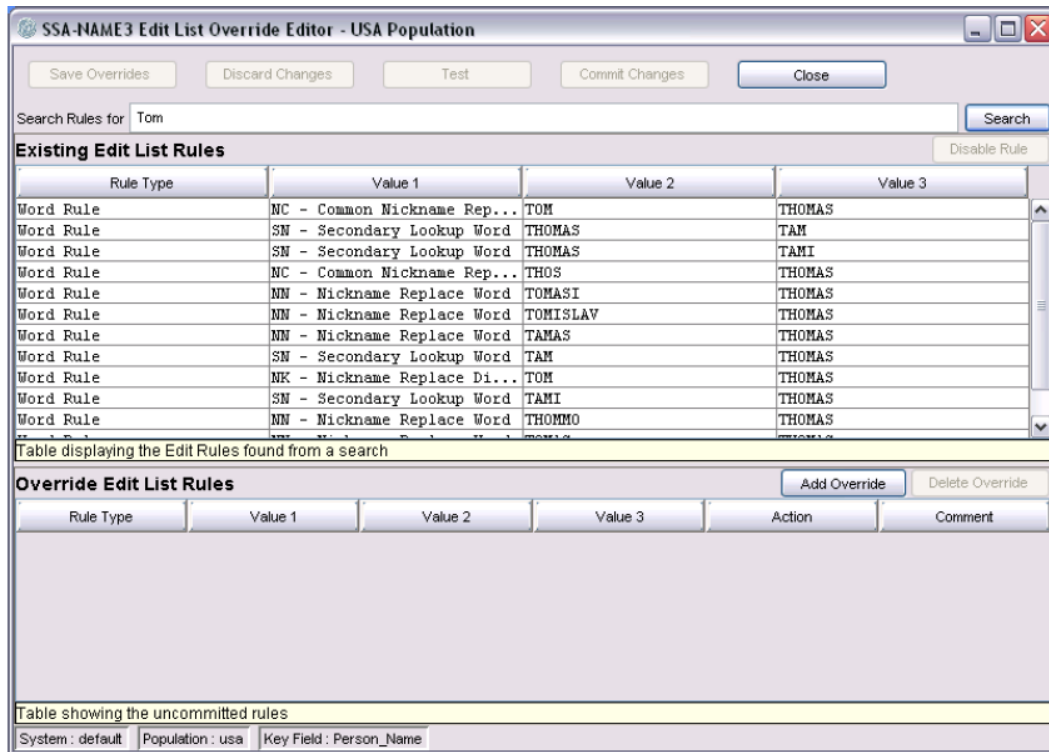 SSA-NAME3 Edit List Override Editor - USA Population
Save Overrides Discard Changes Test Commit Changes Close
Search Rules for Tom Search
Existing Edit List Rules Disable Rule
Rule Type Value 1 Value 2 Value 3
Word Rule NC - Common Nickname Rep... TOM THOMAS
Word Rule SN - Secondary Lookup Word THOMAS TAM
Word Rule SN - Secondary Lookup Word THOMAS TAMI
Word Rule NC - Common Nickname Rep... THOS THOMAS
Word Rule NN - Nickname Replace Word TOMASI THOMAS
Word Rule NN - Nickname Replace Word TOMISLAV THOMAS
Word Rule NN - Nickname Replace Word TAMAS THOMAS
Word Rule SN - Secondary Lookup Word TAM THOMAS
Word Rule NK - Nickname Replace Di... TOM THOMAS
Word Rule SN - Secondary Lookup Word TAMI THOMAS
Word Rule NN - Nickname Replace Word THOMMO THOMAS
Table displaying the Edit Rules found from a search
Override Edit List Rules Add Override Delete Override
Rule Type Value 1 Value 2 Value 3 Action Comment
Table showing the uncommitted rules
System : default Population : usa Key Field : Person_Name